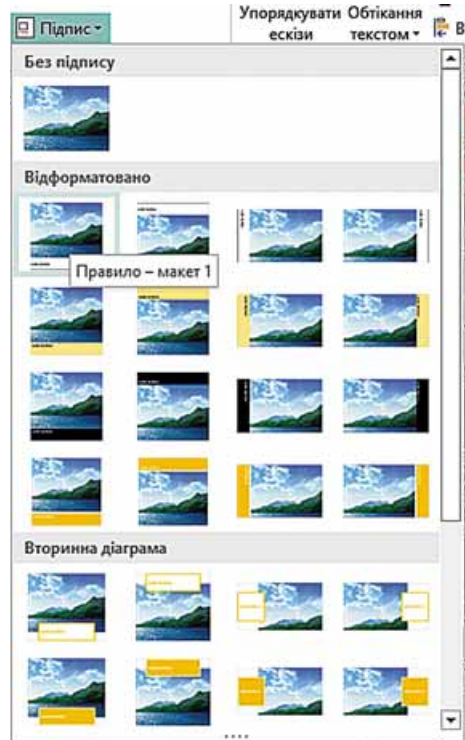 Підпис
Упорядкувати ескізи
Обтікання текстом
В
Без підпису
Відформатовано
Правило – макет 1
Вторинна діаграма